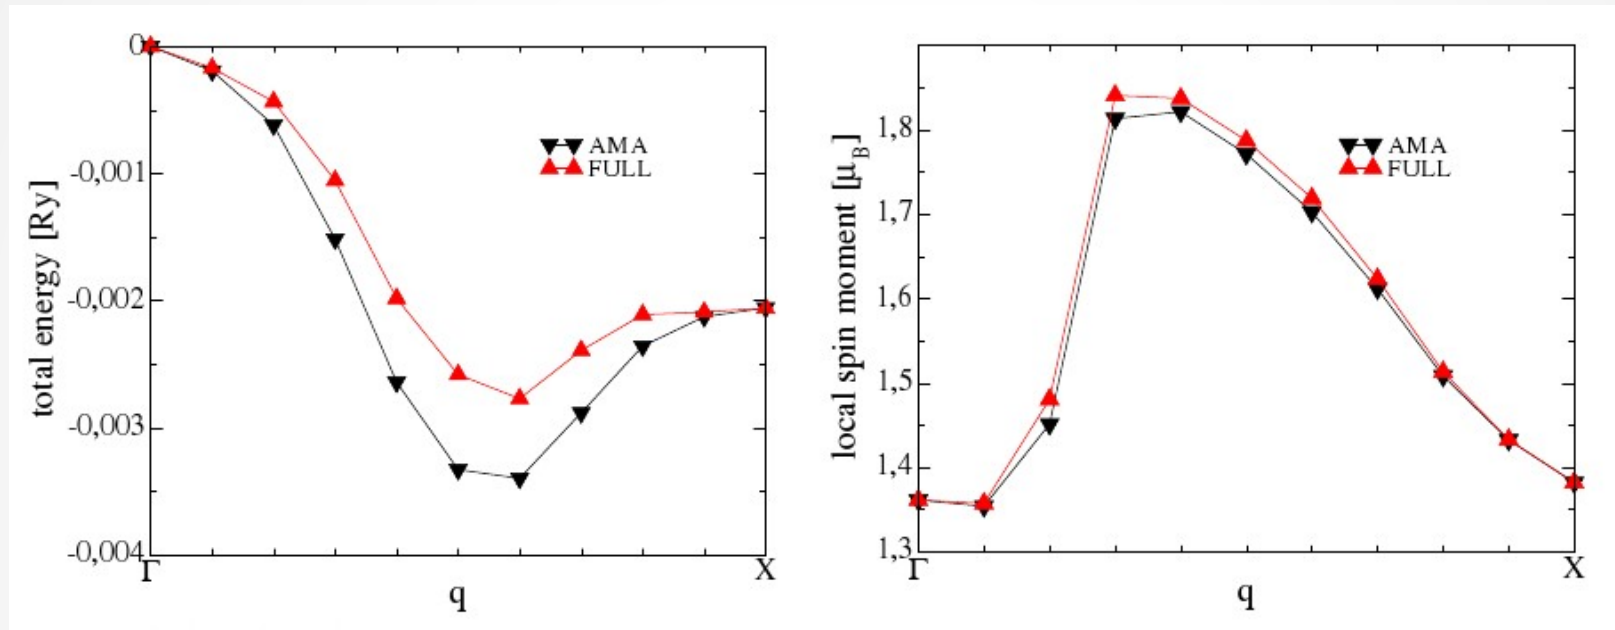 0
-0,001
-0,002
-0,003
-0,004
total energy [Ry]
AMA
FULL
Γ
X
q
1,8
1,7
1,6
1,5
1,4
1,3
local spin moment [μB]
AMA
FULL
Γ
X
q